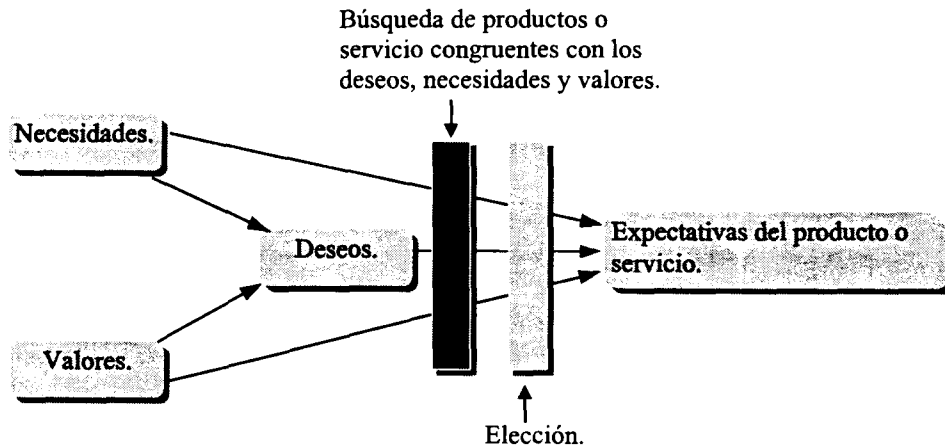 Búsqueda de productos o
servicio congruentes con los
deseos, necesidades y valores.
Necesidades.
Deseos.
Expectativas del producto o
servicio.
Valores.
Elección.